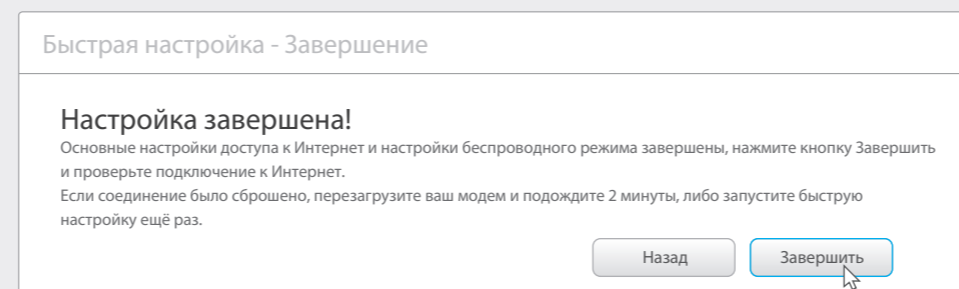 Быстрая настройка - Завершение
Настройка завершена!
Основные настройки доступа к Интернет и настройки беспроводного режима завершены, нажмите кнопку Завершить
и проверьте подключение к Интернет.
Если соединение было сброшено, перезагрузите ваш модем и подождите 2 минуты, либо запустите быструю
настройку ещё раз.
Назад Завершить